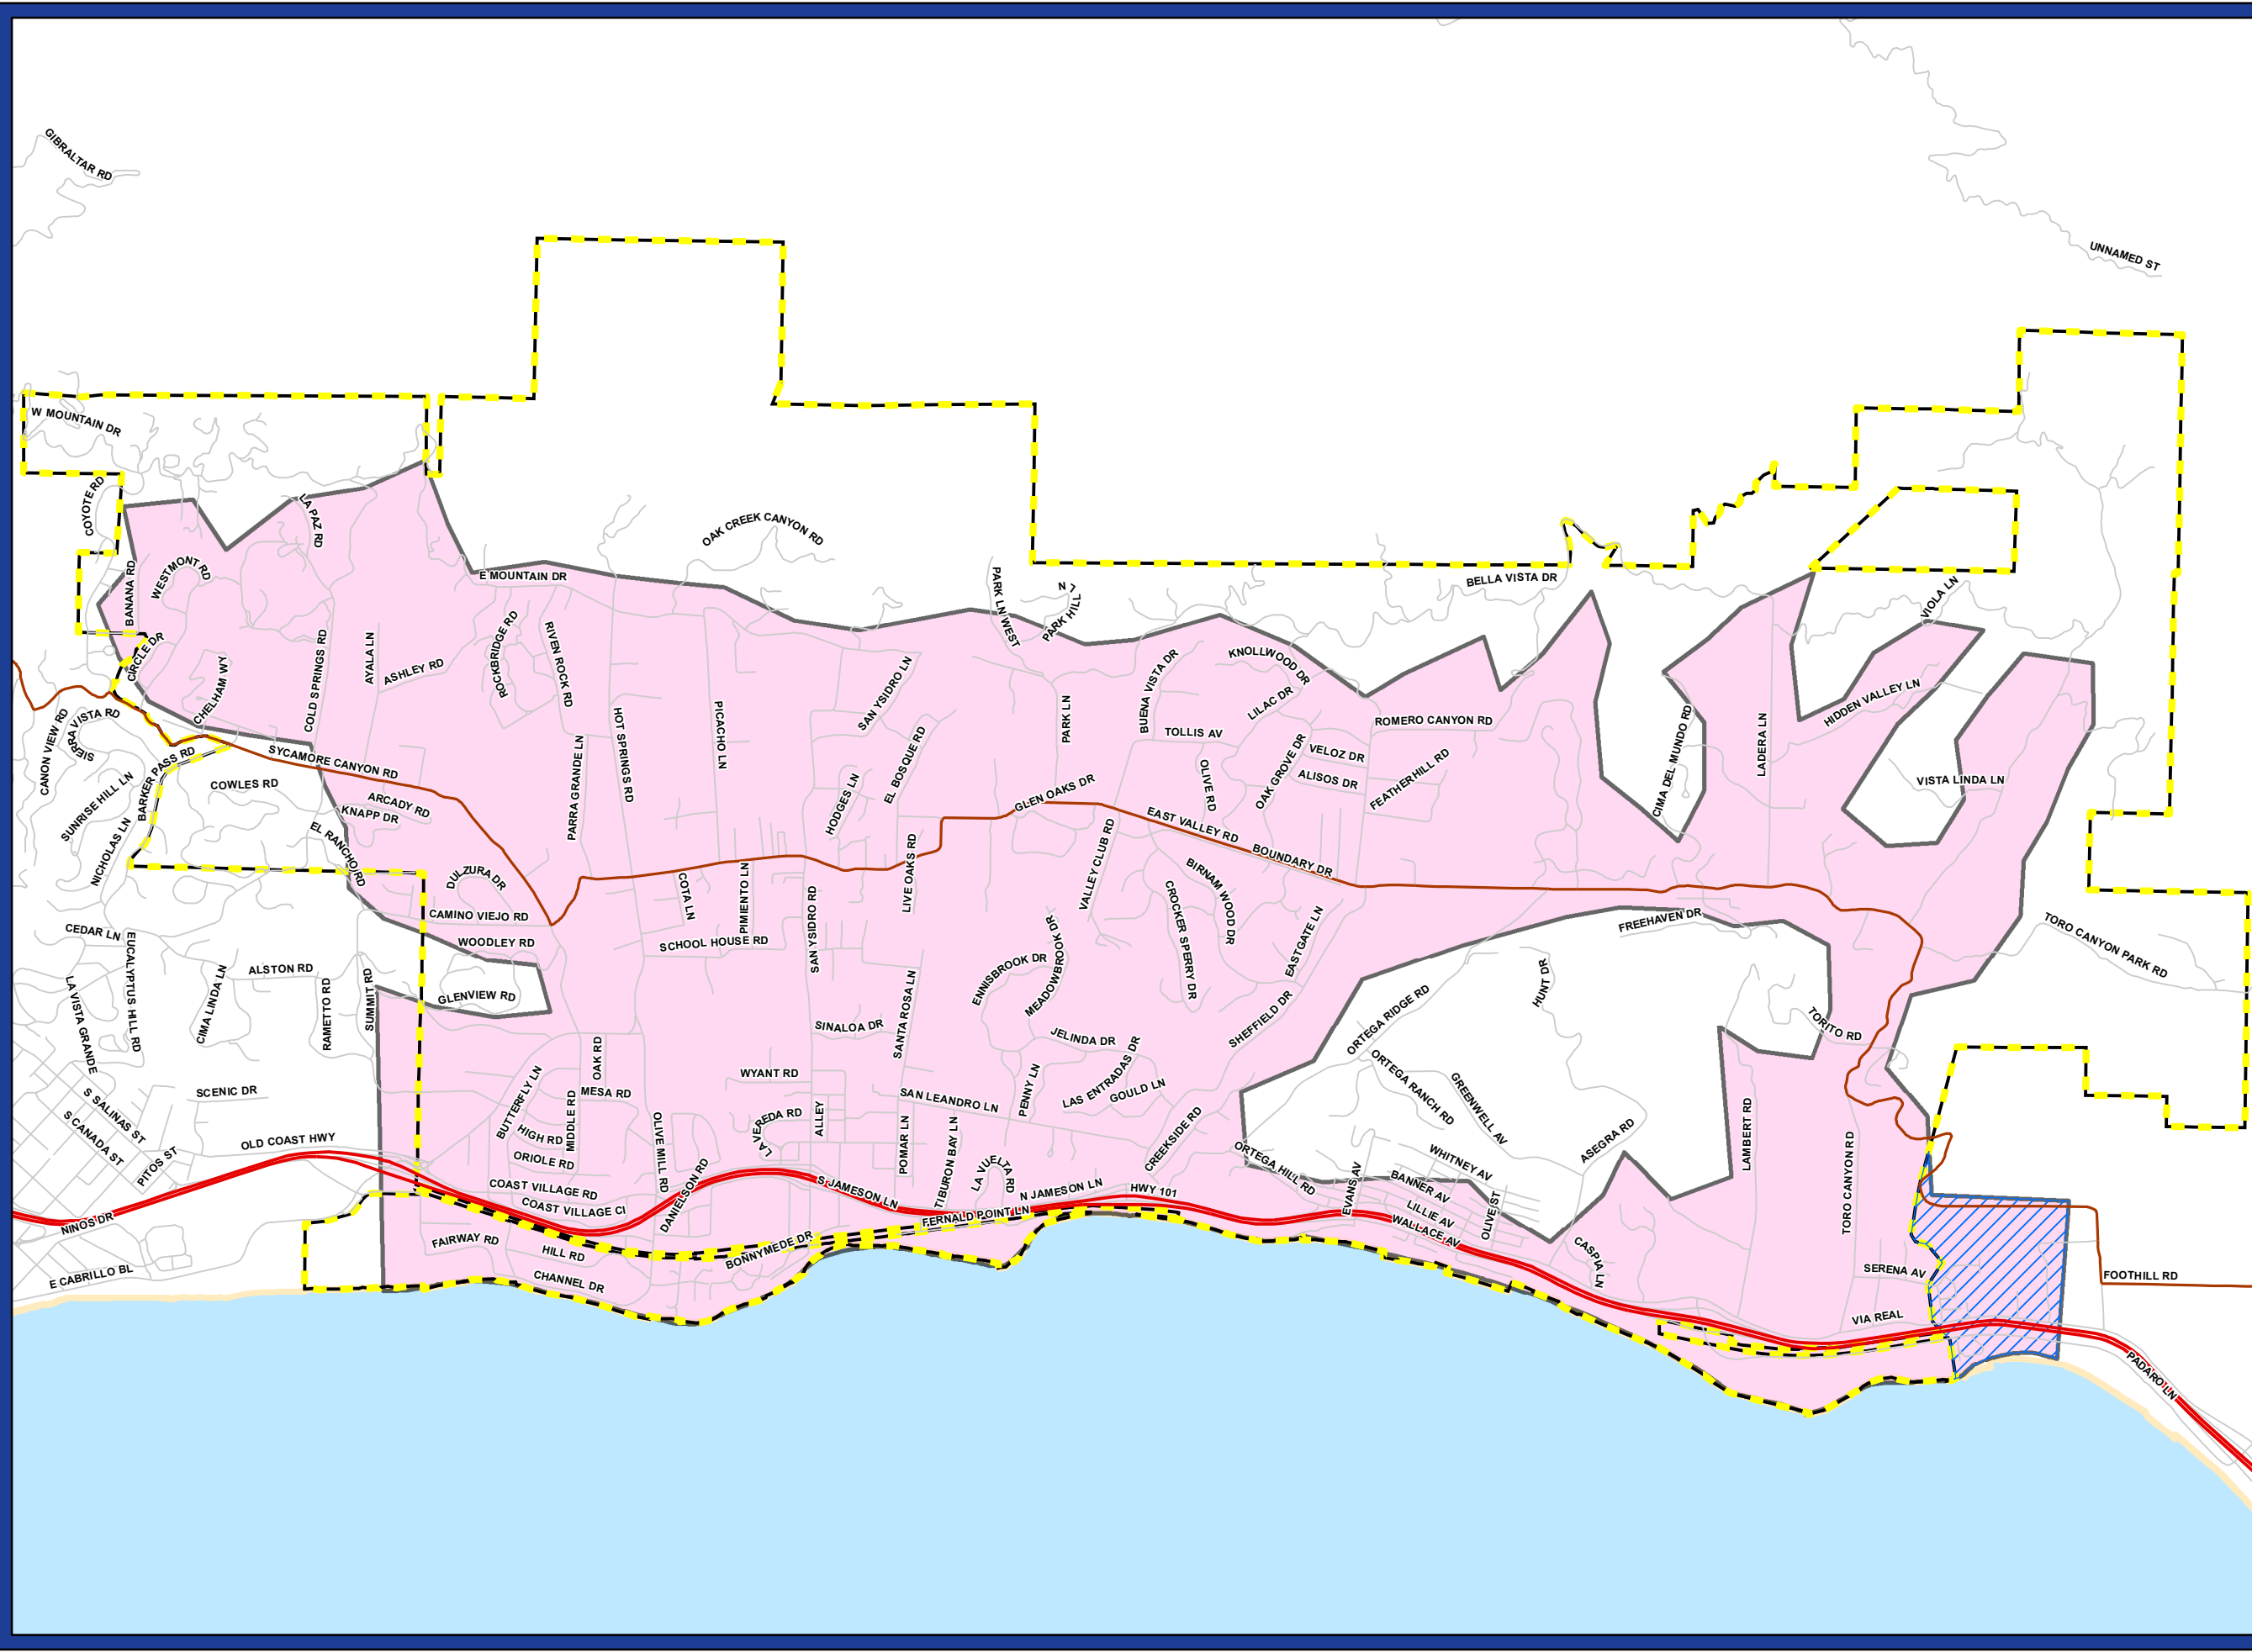 GIBRALTAR RD
UNNAMED ST
W MOUNTAIN DR
COYOTE RD
LA PAZ RD
OAK CREEK CANYON RD
WESTMONT RD
BANANA RD
E MOUNTAIN DR
PARK LN WEST
PARK HILL LN
BELLA VISTA DR
VIOLA LN
CIRCLE DR
CHELHAM WY
COLD SPRINGS RD
AYALA LN
ASHLEY RD
ROCKBRIDGE RD
RIVEN ROCK RD
SAN YSIDRO LN
BUENA VISTA DR
KNOLLWOOD DR
LILAC DR
HIDDEN VALLEY LN
CANON VIEW RD
SIERRA VISTA RD
HOT SPRINGS RD
PICACHO LN
PARK LN
TOLLIS AV
ROMERO CANYON RD
CIMA DEL MUNDO RD
LADERA LN
BARKER PASS RD
SYCAMORE CANYON RD
PARRA GRANDE LN
EL BOSQUE RD
VELOZ DR
ALISOS DR
OAK GROVE DR
OLIVE RD
FEATHERHILL RD
VISTA LINDA LN
SUNRISE HILL LN
COWLES RD
ARCADY RD
KNAPP DR
HODGES LN
GLEN OAKS DR
EAST VALLEY RD
BOUNDARY DR
NICHOLAS LN
EL RANCHO RD
DULZURA DR
COTA LN
PIMIENTO LN
LIVE OAKS RD
VALLEY CLUB RD
BIRNAM WOOD DR
CROCKER SPERRY DR
CAMINO VIEJO RD
WOODLEY RD
SCHOOL HOUSE RD
SAN YSIDRO RD
MEADOWBROOK DR
ENNISBROOK DR
EASTGATE LN
FREEHAVEN DR
TORO CANYON PARK RD
CEDAR LN
EUCALYPTUS HILL RD
ALSTON RD
CIMA LINDA LN
LA VISTA GRANDE
RAMETTO RD
SUMMIT RD
GLENVIEW RD
SANTA ROSA LN
SINALOA DR
SHEFFIELD DR
ORTEGA RIDGE RD
HUNT DR
TORITO RD
OAK RD
JELINDA DR
LAS ENTRADAS DR
GOULD LN
ORTEGA RANCH RD
GREENWELL AV
SCENIC DR
S SALINAS ST
S CANADA ST
PITOS ST
OLD COAST HWY
BUTTERFLY LN
MESA RD
MIDDLE RD
HIGH RD
ORIOLE RD
WYANT RD
LA VEREDA RD
ALLEY
SAN LEANDRO LN
PENNY LN
POMAR LN
TIBURON BAY LN
LA VUELTA RD
CREEKSIDE RD
ORTEGA HILL RD
ASEGRA RD
LAMBERT RD
TORO CANYON RD
WHITNEY AV
BANNER AV
LILLIE AV
EVANS AV
OLIVE ST
WALLACE AV
COAST VILLAGE RD
COAST VILLAGE CI
OLIVE MILL RD
DANIELSON RD
S JAMESON LN
N JAMESON LN
HWY 101
FERNALD POINT LN
NINOS DR
E CABRILLO BL
FAIRWAY RD
HILL RD
CHANNEL DR
BONNYMEDE DR
CASPIA LN
SERENA AV
VIA REAL
FOOTHILL RD
PADARO LN